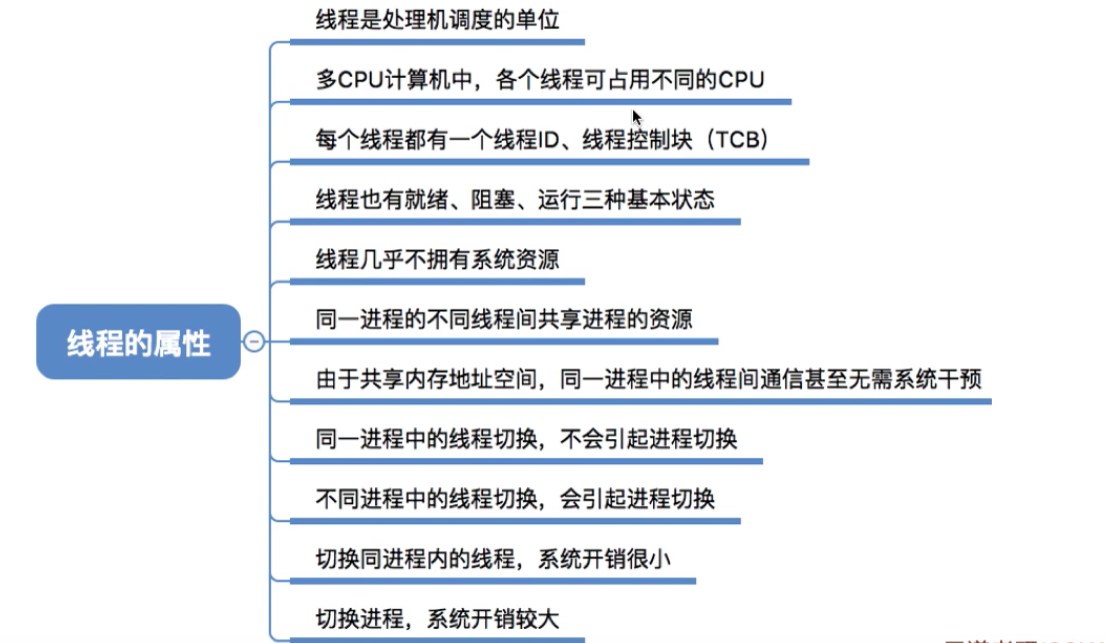 线程是处理机调度的单位
多CPU计算机中，各个线程可占用不同的CPU
每个线程都有一个线程ID、线程控制块（TCB）
线程也有就绪、阻塞、运行三种基本状态
线程几乎不拥有系统资源
同一进程的不同线程间共享进程的资源
线程的属性
由于共享内存地址空间，同一进程中的线程间通信甚至无需系统干预
同一进程中的线程切换，不会引起进程切换
不同进程中的线程切换，会引起进程切换
切换同进程内的线程，系统开销很小
切换进程，系统开销较大